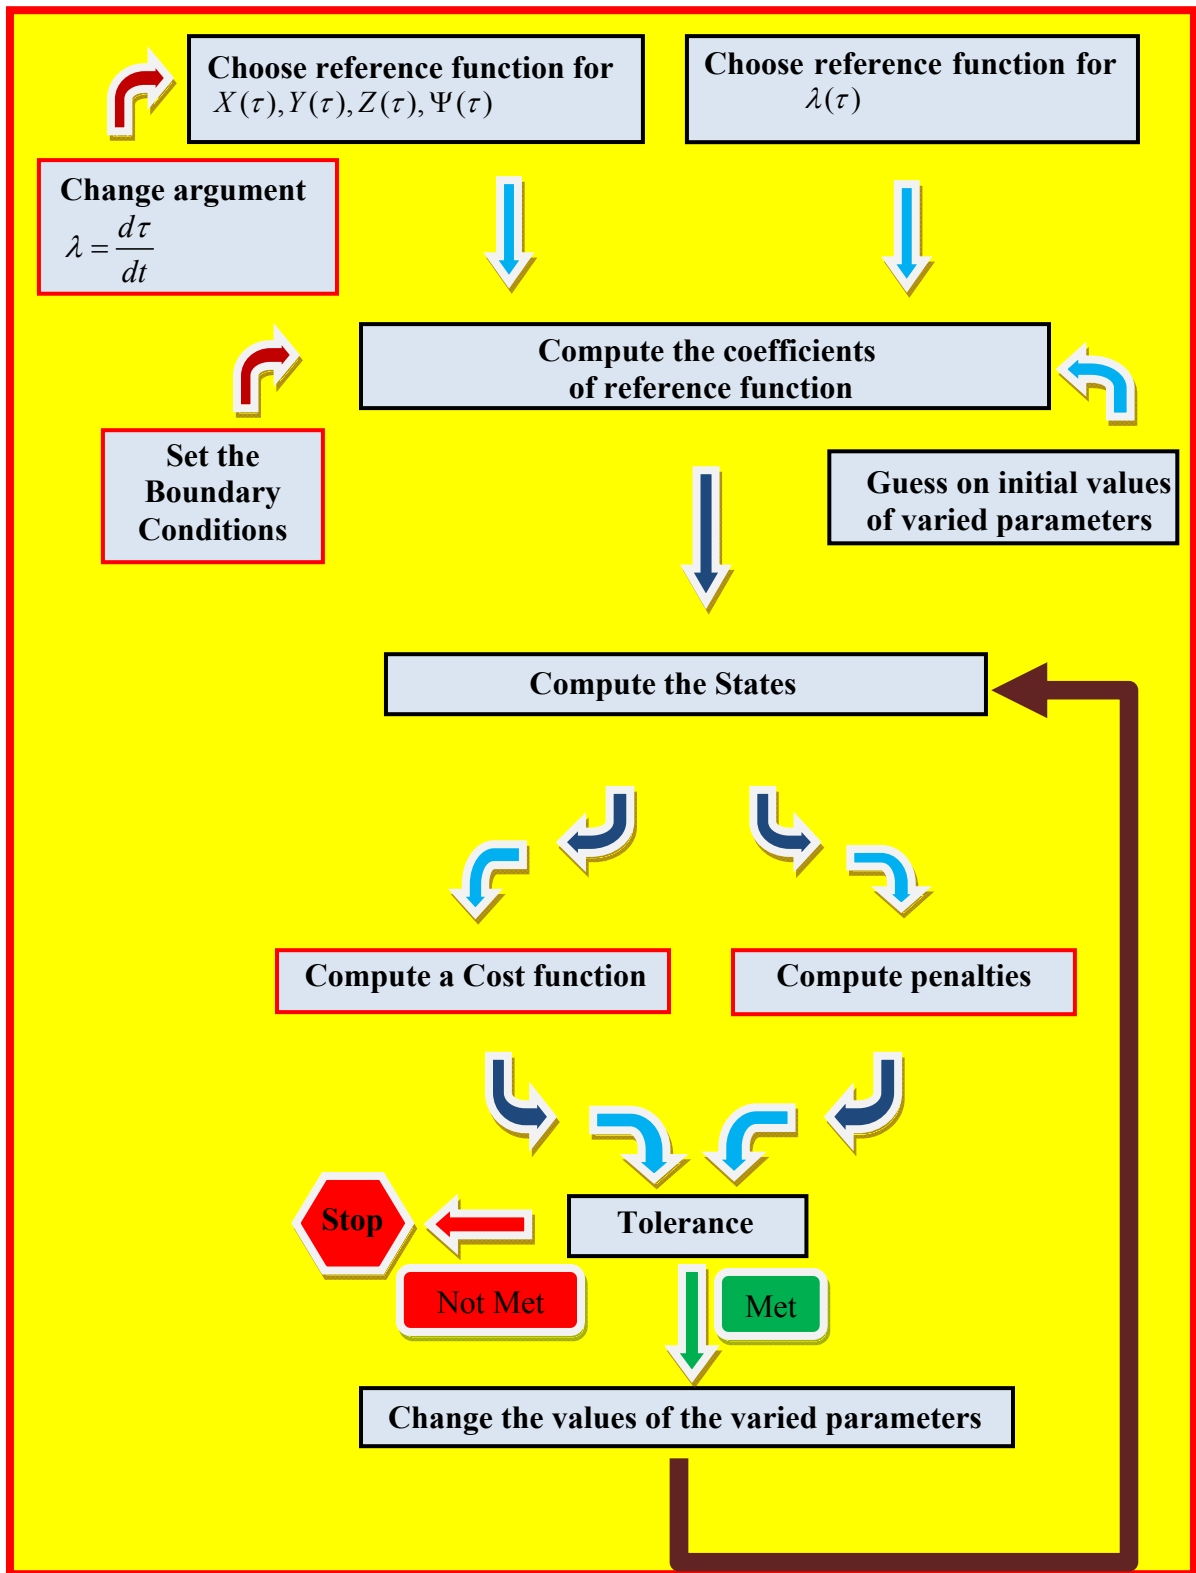 Choose reference function for
X(τ),Y(τ),Z(τ),Ψ(τ)
Choose reference function for
λ(τ)
Change argument
λ = dτ/dt
Compute the coefficients
of reference function
Set the
Boundary
Conditions
Guess on initial values
of varied parameters
Compute the States
Compute a Cost function
Compute penalties
Stop
Tolerance
Not Met
Met
Change the values of the varied parameters